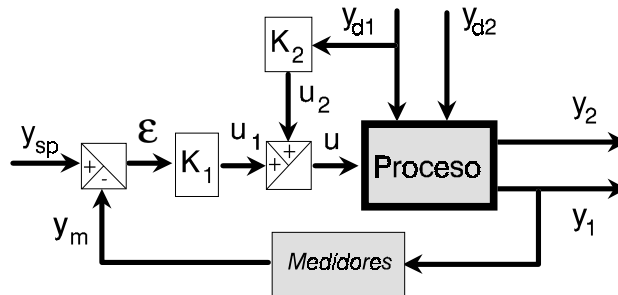 y_d1
y_d2
K_2
u_2
y_2
y_sp
ε
u_1
u
+
-
K_1
+
+
Proceso
y_m
y_1
Medidores